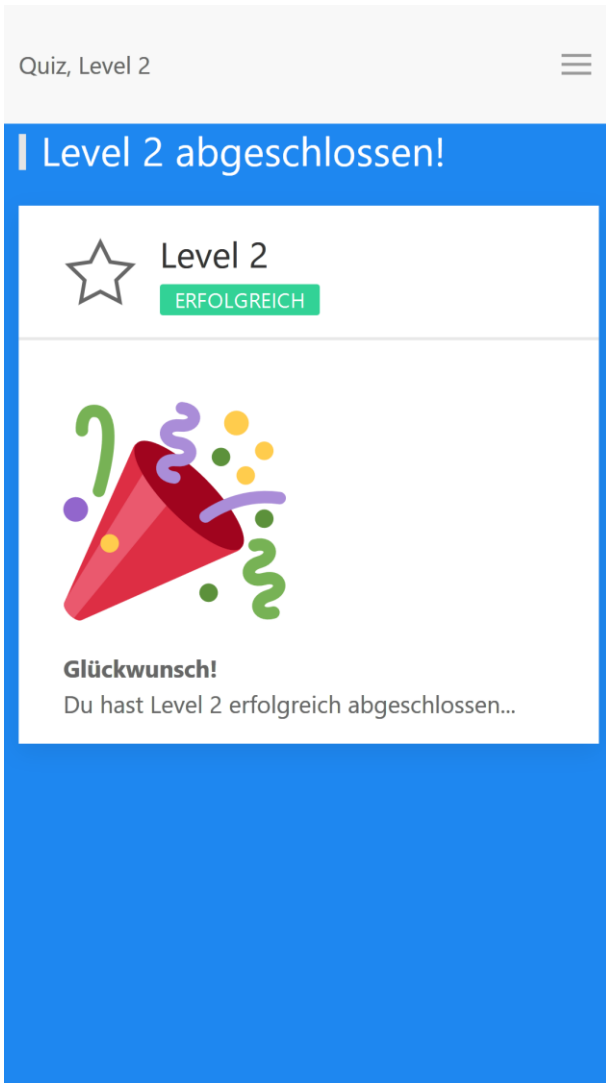 Quiz, Level 2
Level 2 abgeschlossen!
Level 2
ERFOLGREICH
Glückwunsch!
Du hast Level 2 erfolgreich abgeschlossen...